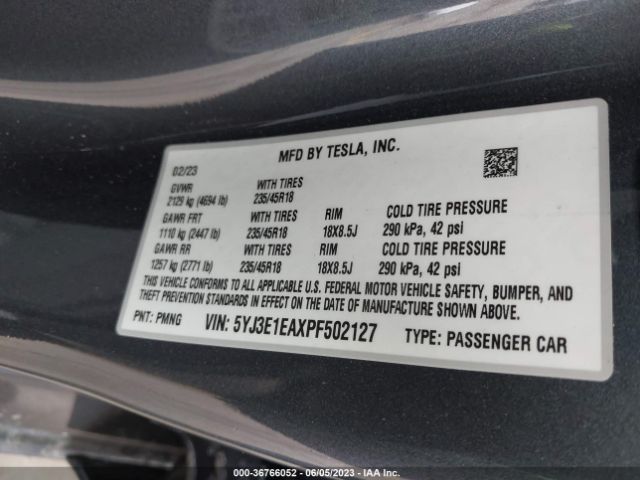 MFD BY TESLA, INC.
02/23
GVWR WITH TIRES
2129 kg (4694 lb) 235/45R18
GAWR FRT WITH TIRES RIM COLD TIRE PRESSURE
1110 kg (2447 lb) 235/45R18 18X8.5J 290 kPa, 42 psi
GAWR RR WITH TIRES RIM COLD TIRE PRESSURE
1257 kg (2771 lb) 235/45R18 18X8.5J 290 kPa, 42 psi
THIS VEHICLE CONFORMS TO ALL APPLICABLE U.S. FEDERAL MOTOR VEHICLE SAFETY, BUMPER, AND
THEFT PREVENTION STANDARDS IN EFFECT ON THE DATE OF MANUFACTURE SHOWN ABOVE.
PNT: PMNG VIN: 5YJ3E1EAXPF502127 TYPE: PASSENGER CAR
000-36766052 - 06/05/2023 - IAA Inc.